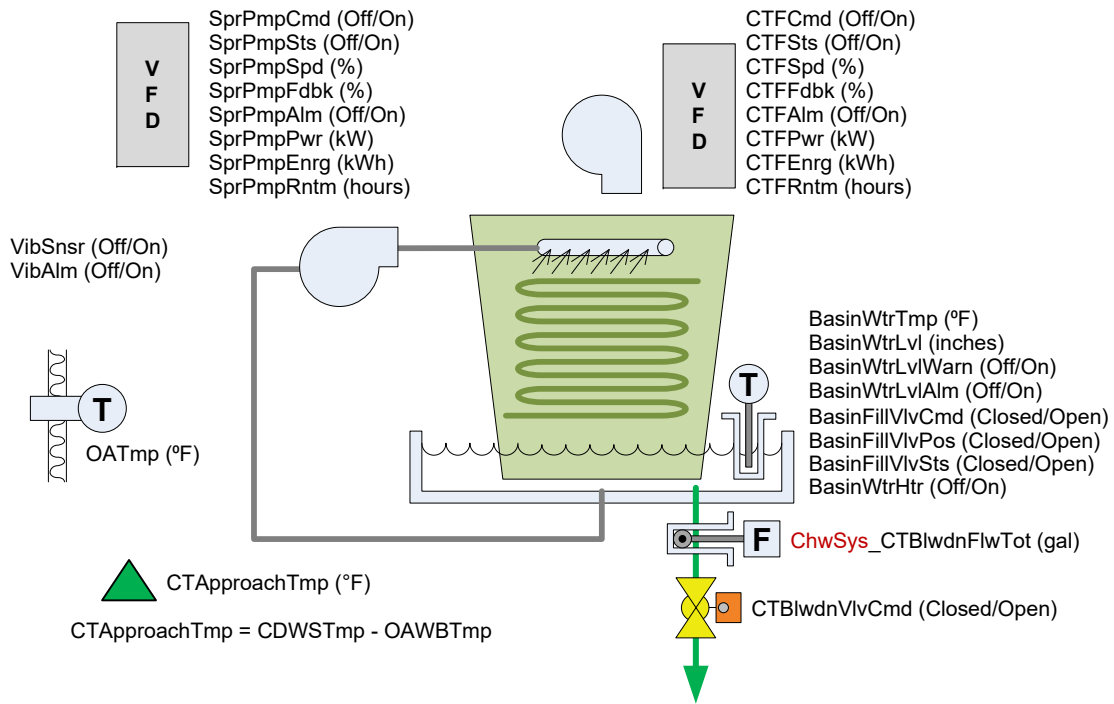 V
F
D
SprPmpCmd (Off/On)
SprPmpSts (Off/On)
SprPmpSpd (%)
SprPmpFdbk (%)
SprPmpAlm (Off/On)
SprPmpPwr (kW)
SprPmpEnrg (kWh)
SprPmpRntm (hours)
V
F
D
CTFCmd (Off/On)
CTFSts (Off/On)
CTFSpd (%)
CTFFdbk (%)
CTFAlm (Off/On)
CTFPwr (kW)
CTFEnrg (kWh)
CTFRntm (hours)
VibSnsr (Off/On)
VibAlm (Off/On)
T
OATmp (ºF)
T
BasinWtrTmp (ºF)
BasinWtrLvl (inches)
BasinWtrLvlWarn (Off/On)
BasinWtrLvlAlm (Off/On)
BasinFillVlvCmd (Closed/Open)
BasinFillVlvPos (Closed/Open)
BasinFillVlvSts (Closed/Open)
BasinWtrHtr (Off/On)
F
ChwSys_CTBlwdnFlwTot (gal)
CTBlwdnVlvCmd (Closed/Open)
CTApproachTmp (°F)
CTApproachTmp = CDWSTmp - OAWBTmp